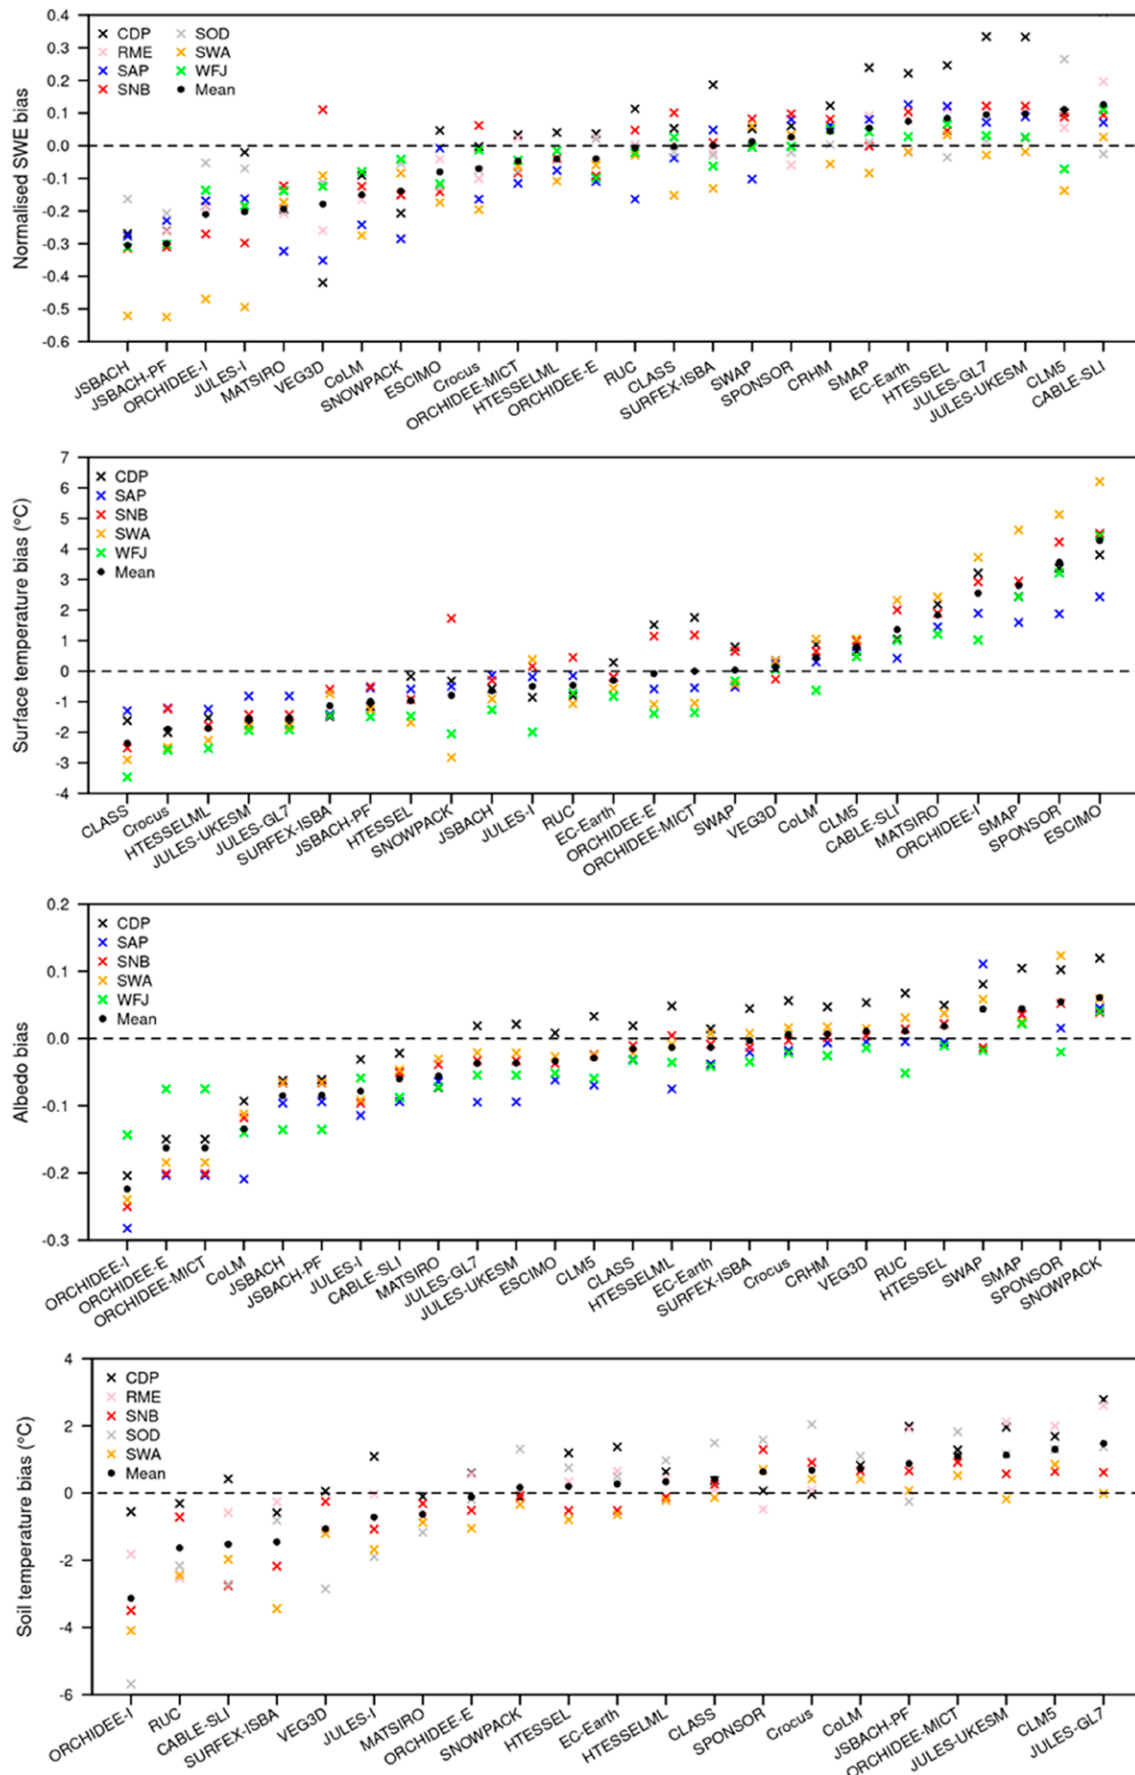 Normalised SWE bias
0.4
0.3
0.2
0.1
0.0
-0.1
-0.2
-0.3
-0.4
-0.5
-0.6
CDP SOD
RME SWA
SAP WFJ
SNB Mean
JSBACH
JSBACH-PF
ORCHIDEE-I
JULES-I
MATSIRO
VEG3D
CoLM
SNOWPACK
ESCIMO
Crocus
ORCHIDEE-MICT
HTESSELML
ORCHIDEE-E
RUC
CLASS
SURFEX-ISBA
SWAP
SPONSOR
CRHM
SMAP
EC-Earth
HTESSEL
JULES-GL7
JULES-UKESM
CLM5
CABLE-SLI
Surface temperature bias (°C)
7
6
5
4
3
2
1
0
-1
-2
-3
-4
CDP
SAP
SNB
SWA
WFJ
Mean
CLASS
Crocus
HTESSELML
JULES-UKESM
JULES-GL7
SURFEX-ISBA
JSBACH-PF
HTESSEL
SNOWPACK
JSBACH
JULES-I
RUC
EC-Earth
ORCHIDEE-E
ORCHIDEE-MICT
SWAP
VEG3D
CoLM
CLM5
CABLE-SLI
MATSIRO
ORCHIDEE-I
SMAP
SPONSOR
ESCIMO
Albedo bias
0.2
0.1
0.0
-0.1
-0.2
-0.3
CDP
SAP
SNB
SWA
WFJ
Mean
ORCHIDEE-I
ORCHIDEE-E
ORCHIDEE-MICT
CoLM
JSBACH
JSBACH-PF
JULES-I
CABLE-SLI
MATSIRO
JULES-GL7
JULES-UKESM
ESCIMO
CLM5
CLASS
HTESSELML
EC-Earth
SURFEX-ISBA
Crocus
CRHM
VEG3D
RUC
HTESSEL
SWAP
SMAP
SPONSOR
SNOWPACK
Soil temperature bias (°C)
4
2
0
-2
-4
-6
CDP
RME
SNB
SOD
SWA
Mean
ORCHIDEE-I
RUC
CABLE-SLI
SURFEX-ISBA
VEG3D
JULES-I
MATSIRO
ORCHIDEE-E
SNOWPACK
HTESSEL
EC-Earth
HTESSELML
CLASS
SPONSOR
Crocus
CoLM
JSBACH-PF
ORCHIDEE-MICT
JULES-UKESM
CLM5
JULES-GL7